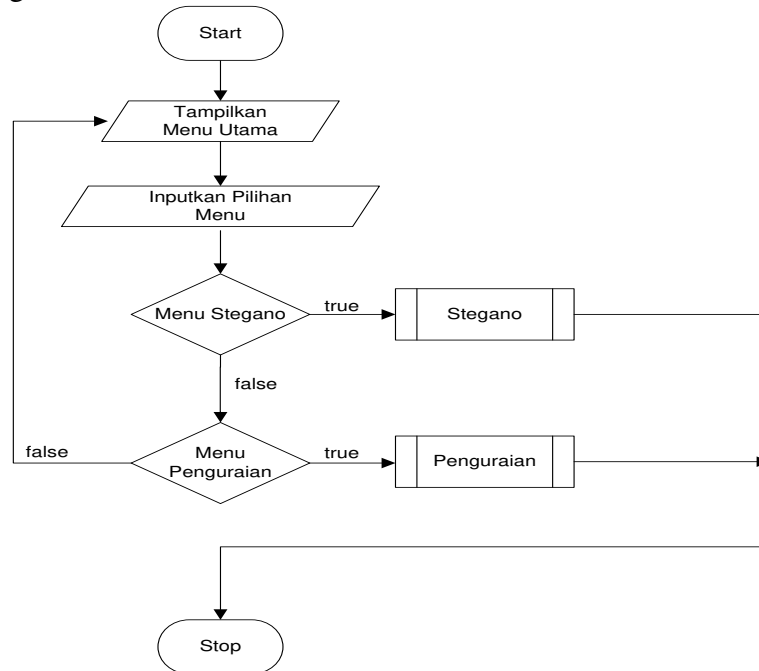 Start
Tampilkan
Menu Utama
Inputkan Pilihan
Menu
Menu Stegano
true
Stegano
false
false
Menu
Penguraian
true
Penguraian
Stop